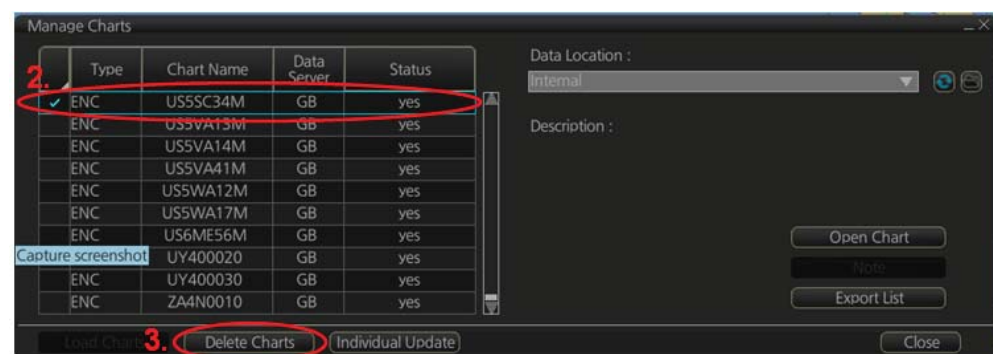 Manage Charts
Data Location :
2. Type Chart Name Data Server Status
Internal
✓ ENC US5SC34M GB yes
ENC US5VA13M GB yes
Description :
ENC US5VA14M GB yes
ENC US5VA41M GB yes
ENC US5WA12M GB yes
ENC US5WA17M GB yes
ENC US6ME56M GB yes
Open Chart
Capture screenshot UY400020 GB yes
Note
ENC UY400030 GB yes
ENC ZA4N0010 GB yes
Export List
Load Charts 3. Delete Charts Individual Update Close